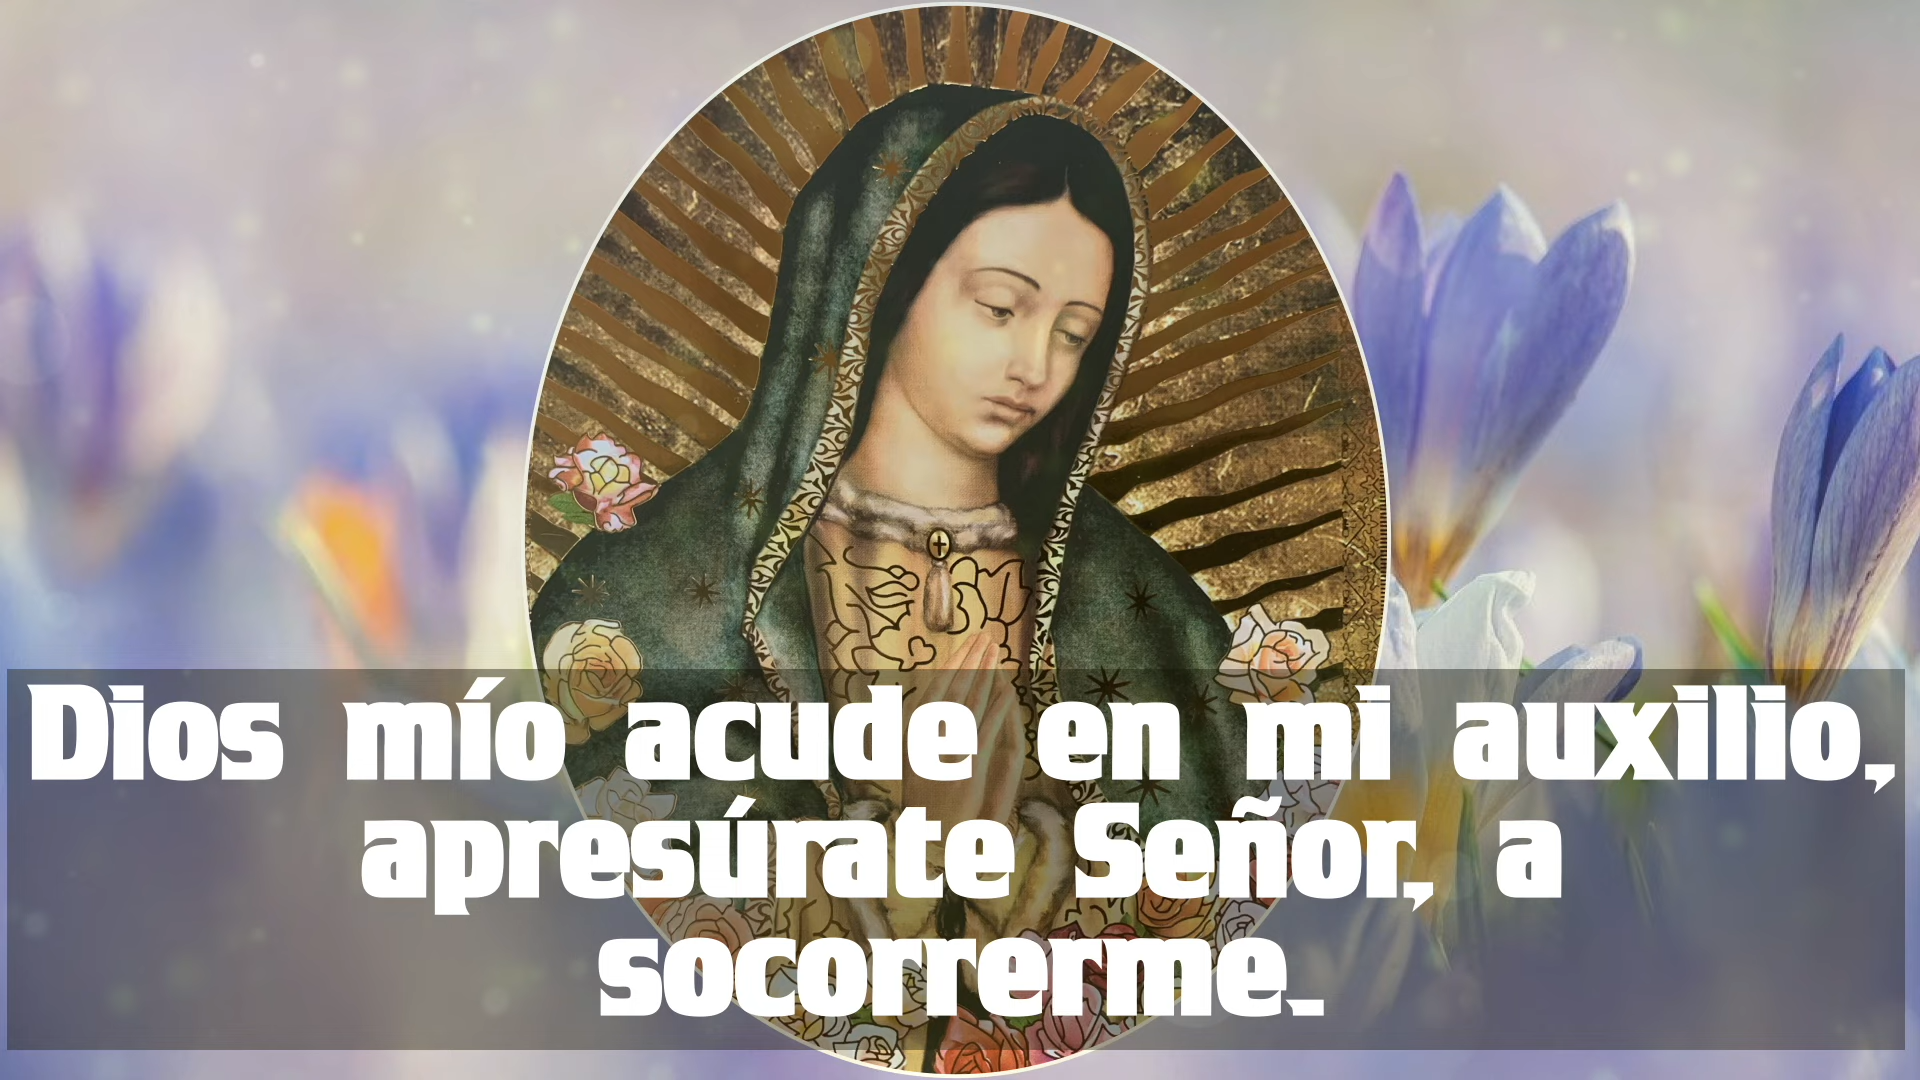 Dios mío acude en mi auxilio,
apresúrate Señor, a
socorrerme.